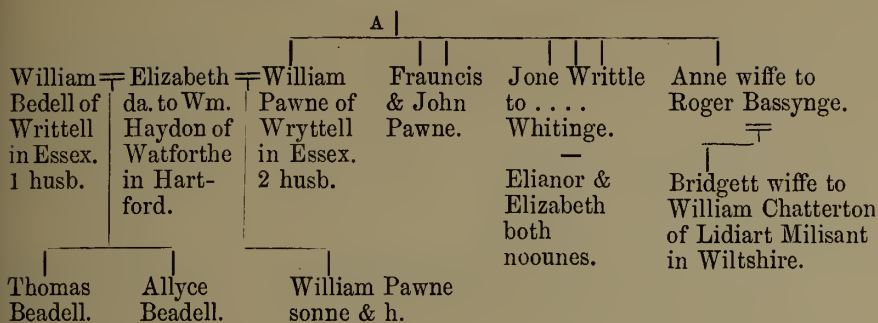 A
William
Bedell of
Writtell
in Essex.
1 husb.
Elizabeth
da. to Wm.
Haydon of
Watforthe
in Hart-
ford.
William
Pawne of
Wryttell
in Essex.
2 husb.
Frauncis
& John
Pawne.
Jone Writtle
to ....
Whitinge.
—
Elianor &
Elizabeth
both
noounes.
Anne wiffe to
Roger Bassynge.
Bridgett wiffe to
William Chatterton
of Lidiart Milisant
in Wiltshire.
Thomas
Beadell.
Allyce
Beadell.
William Pawne
sonne & h.